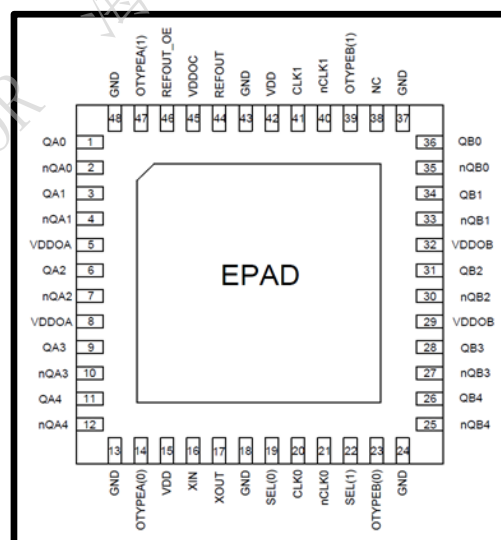 GND OTYPEA(1) REFOUT_OE VDDOC REFOUT GND VDD CLK1 nCLK1 OTYPEB(1) NC GND
48 47 46 45 44 43 42 41 40 39 38 37
QA0 1 36 QB0
nQA0 2 35 nQB0
QA1 3 34 QB1
nQA1 4 33 nQB1
VDDOA 5 32 VDDOB
QA2 6 31 QB2
EPAD
nQA2 7 30 nQB2
VDDOA 8 29 VDDOB
QA3 9 28 QB3
nQA3 10 27 nQB3
QA4 11 26 QB4
nQA4 12 25 nQB4
13 14 15 16 17 18 19 20 21 22 23 24
GND OTYPEA(0) VDD XIN XOUT GND SEL(0) CLK0 nCLK0 SEL(1) OTYPEB(0) GND
OR